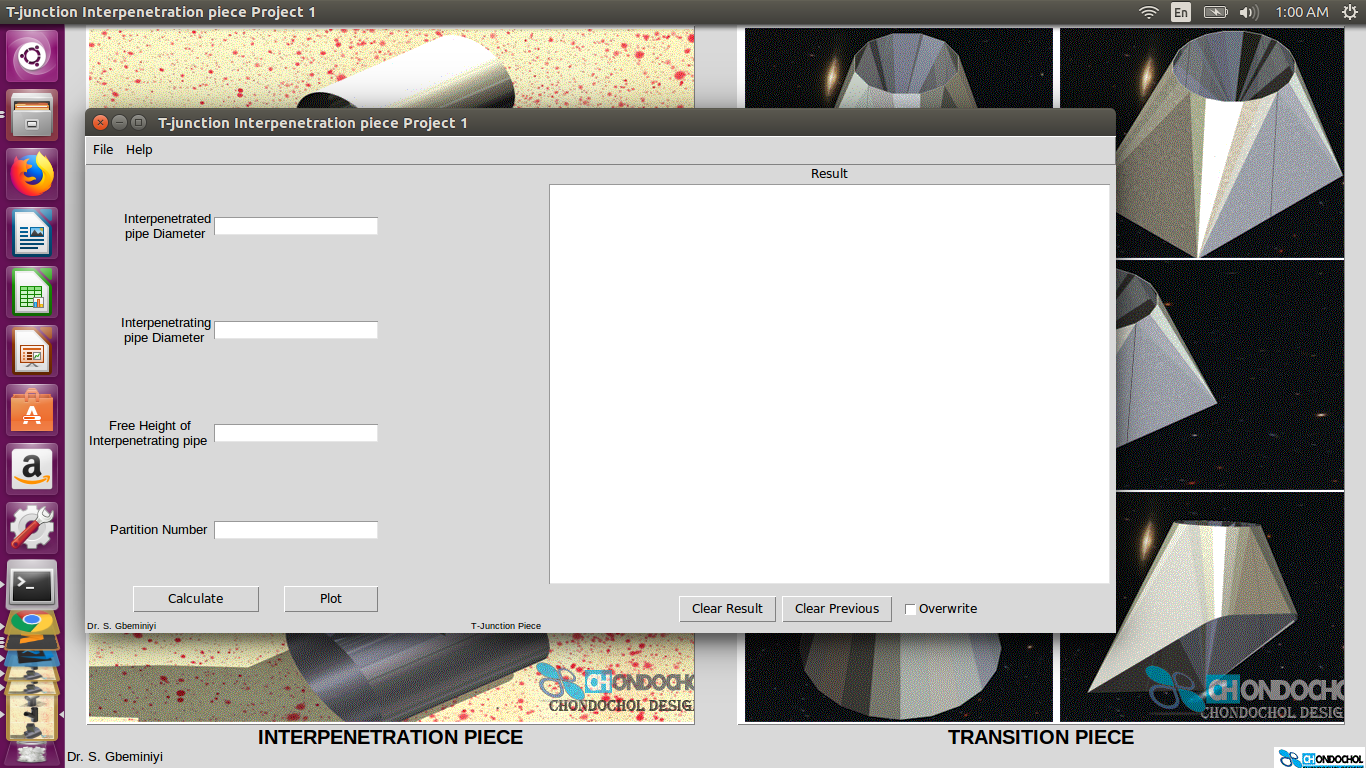 T-junction Interpenetration piece Project 1
En
1:00 AM
T-junction Interpenetration piece Project 1
File Help
Result
Interpenetrated
pipe Diameter
Interpenetrating
pipe Diameter
Free Height of
Interpenetrating pipe
Partition Number
Calculate
Plot
Clear Result
Clear Previous
Overwrite
Dr. S. Gbeminiyi
T-Junction Piece
CHONDOCHOL
CHONDOCHOL DESIGN
CHONDOCHOL
CHONDOCHOL DESIGN
INTERPENETRATION PIECE
TRANSITION PIECE
Dr. S. Gbeminiyi
CHONDOCHOL